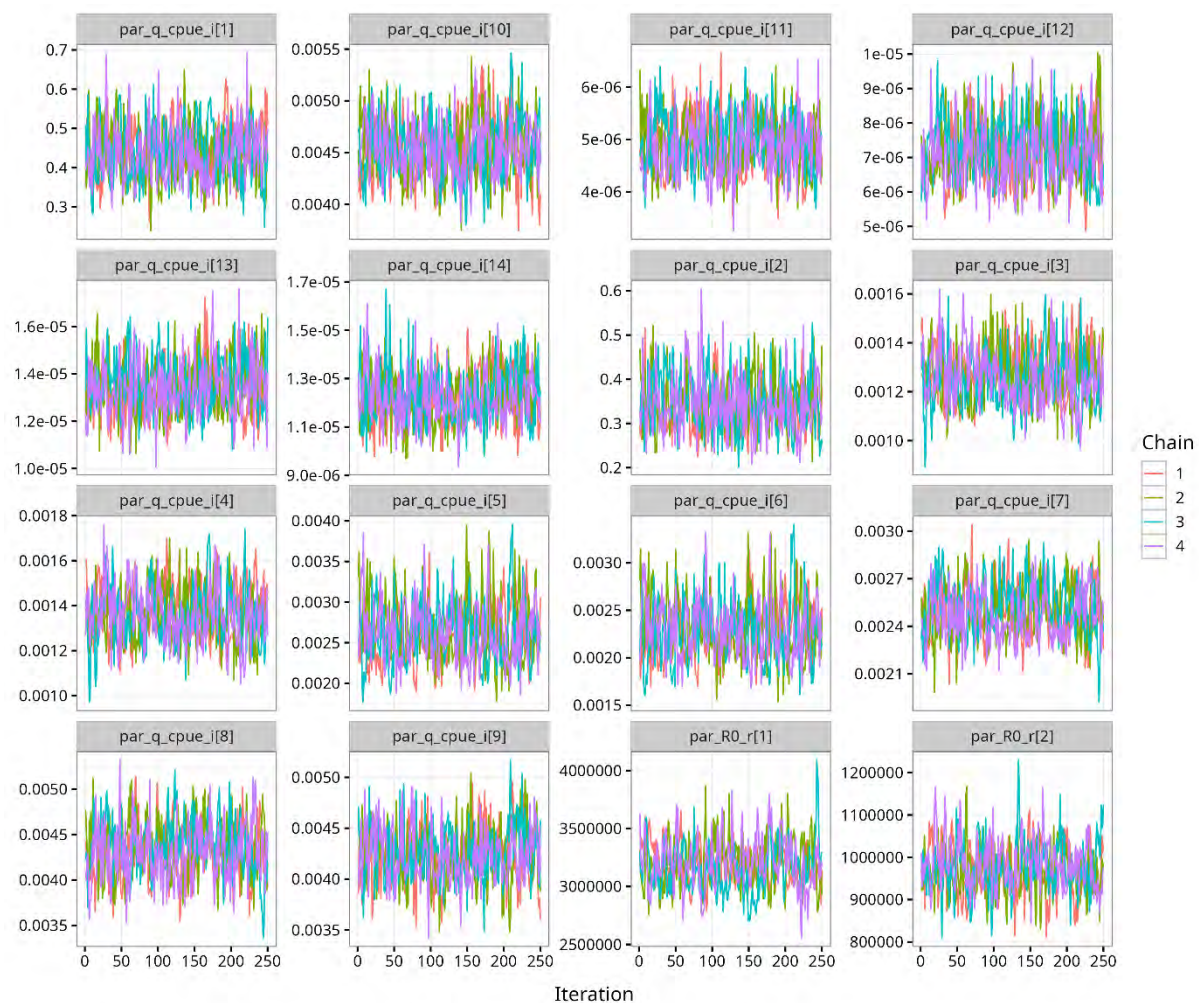 par_q_cpue_i[1] par_q_cpue_i[10] par_q_cpue_i[11] par_q_cpue_i[12]
0.7
0.6
0.5
0.4
0.3
0.0055
0.0050
0.0045
0.0040
6e-06
5e-06
4e-06
1e-05
9e-06
8e-06
7e-06
6e-06
5e-06
par_q_cpue_i[13] par_q_cpue_i[14] par_q_cpue_i[2] par_q_cpue_i[3]
1.6e-05
1.4e-05
1.2e-05
1.0e-05
1.7e-05
1.5e-05
1.3e-05
1.1e-05
9.0e-06
0.6
0.5
0.4
0.3
0.2
0.0016
0.0014
0.0012
0.0010
par_q_cpue_i[4] par_q_cpue_i[5] par_q_cpue_i[6] par_q_cpue_i[7]
0.0018
0.0016
0.0014
0.0012
0.0010
0.0040
0.0035
0.0030
0.0025
0.0020
0.0030
0.0025
0.0020
0.0015
0.0030
0.0027
0.0024
0.0021
par_q_cpue_i[8] par_q_cpue_i[9] par_R0_r[1] par_R0_r[2]
0.0050
0.0045
0.0040
0.0035
0.0050
0.0045
0.0040
0.0035
4000000
3500000
3000000
2500000
1200000
1100000
1000000
900000
800000
0 50 100 150 200 250 0 50 100 150 200 250 0 50 100 150 200 250 0 50 100 150 200 250
Iteration
Chain
1
2
3
4